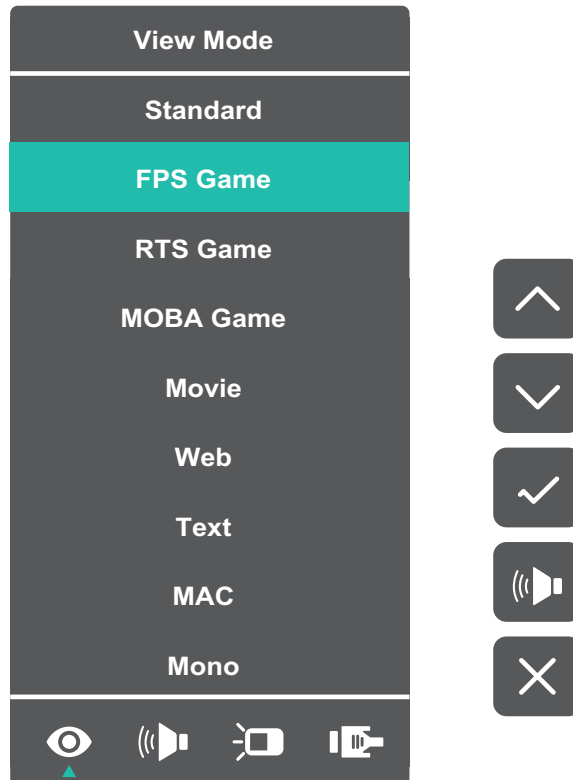 View Mode
Standard
FPS Game
RTS Game
MOBA Game
Movie
Web
Text
MAC
Mono